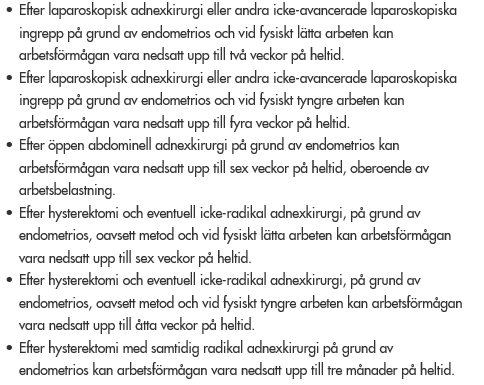 • Efter laparoskopisk adnexkirurgi eller andra icke-avancerade laparoskopiska
ingrepp på grund av endometrios och vid fysiskt lätta arbeten kan
arbetsförmågan vara nedsatt upp till två veckor på heltid.
• Efter laparoskopisk adnexkirurgi eller andra icke-avancerade laparoskopiska
ingrepp på grund av endometrios och vid fysiskt tyngre arbeten kan
arbetsförmågan vara nedsatt upp till fyra veckor på heltid.
• Efter öppen abdominell adnexkirurgi på grund av endometrios kan
arbetsförmågan vara nedsatt upp till sex veckor på heltid, oberoende av
arbetsbelastning.
• Efter hysterektomi och eventuell icke-radikal adnexkirurgi, på grund av
endometrios, oavsett metod och vid fysiskt lätta arbeten kan arbetsförmågan
vara nedsatt upp till sex veckor på heltid.
• Efter hysterektomi och eventuell icke-radikal adnexkirurgi, på grund av
endometrios, oavsett metod och vid fysiskt tyngre arbeten kan arbetsförmågan
vara nedsatt upp till åtta veckor på heltid.
• Efter hysterektomi med samtidig radikal adnexkirurgi på grund av
endometrios kan arbetsförmågan vara nedsatt upp till tre månader på heltid.